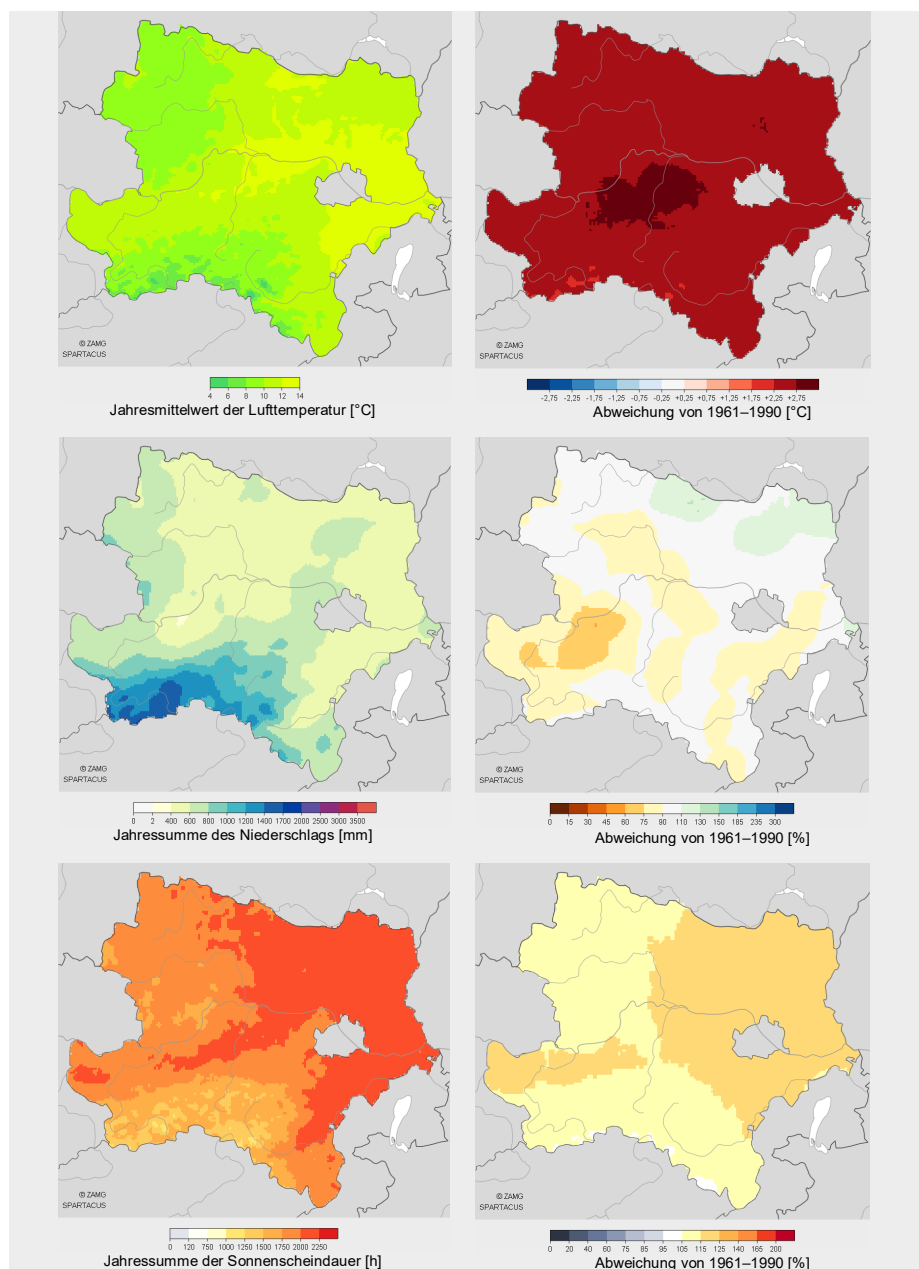 © ZAMG
SPARTACUS
4 6 8 10 12 14
Jahresmittelwert der Lufttemperatur [°C]
© ZAMG
SPARTACUS
-2,75 -2,25 -1,75 -1,25 -0,75 -0,25 +0,25 +0,75 +1,25 +1,75 +2,25 +2,75
Abweichung von 1961–1990 [°C]
© ZAMG
SPARTACUS
0 2 400 600 800 1000 1200 1400 1700 2000 2500 3000 3500
Jahressumme des Niederschlags [mm]
© ZAMG
SPARTACUS
0 15 30 45 60 75 90 110 130 150 185 225 300
Abweichung von 1961–1990 [%]
© ZAMG
SPARTACUS
0 120 750 1000 1250 1500 1750 2000 2250
Jahressumme der Sonnenscheindauer [h]
© ZAMG
SPARTACUS
0 20 40 60 75 85 95 105 115 125 140 165 200
Abweichung von 1961–1990 [%]